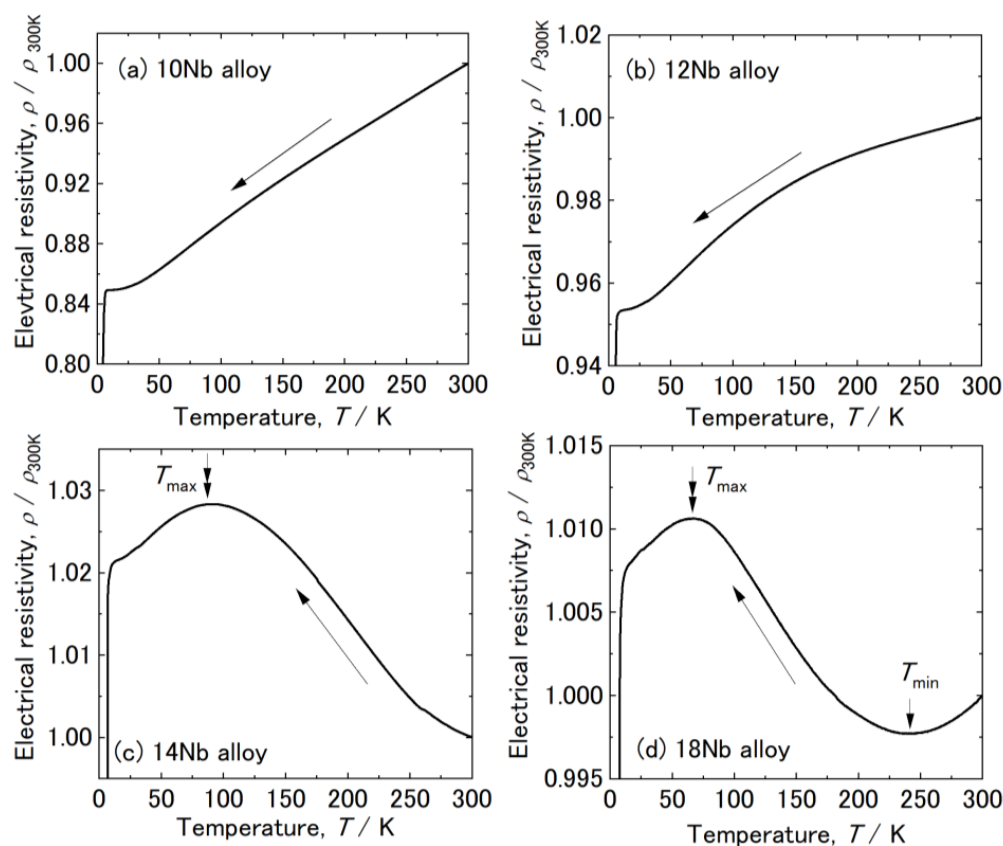 Elevtrical resistivity, ρ / ρ300K
(a) 10Nb alloy
1.00
0.96
0.92
0.88
0.84
0.80
0 50 100 150 200 250 300
Temperature, T / K
Electrical resistivity, ρ / ρ300K
(b) 12Nb alloy
1.02
1.00
0.98
0.96
0.94
0 50 100 150 200 250 300
Temperature, T / K
Electrical resistivity, ρ / ρ300K
Tmax
1.03
1.02
1.01
1.00
(c) 14Nb alloy
0 50 100 150 200 250 300
Temperature, T / K
Electrical resistivity, ρ / ρ300K
1.015
Tmax
1.010
1.005
Tmin
1.000
(d) 18Nb alloy
0.995
0 50 100 150 200 250 300
Temperature, T / K